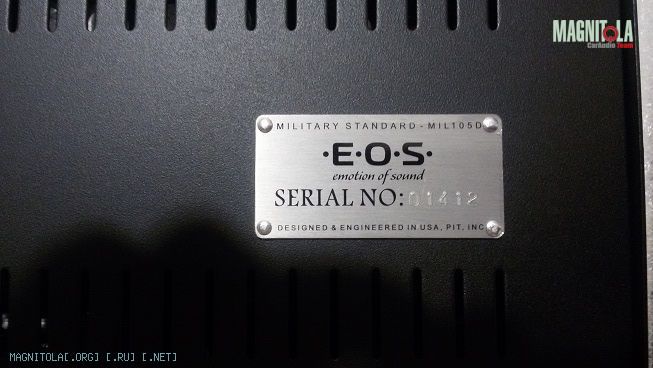 MAGNITOLA
CarAudio Team
MILITARY STANDARD - MIL105D
·E·O·S·
emotion of sound
SERIAL NO: 01412
DESIGNED & ENGINEERED IN USA, PIT, INC
MAGNITOLA[.ORG] [.RU] [.NET]